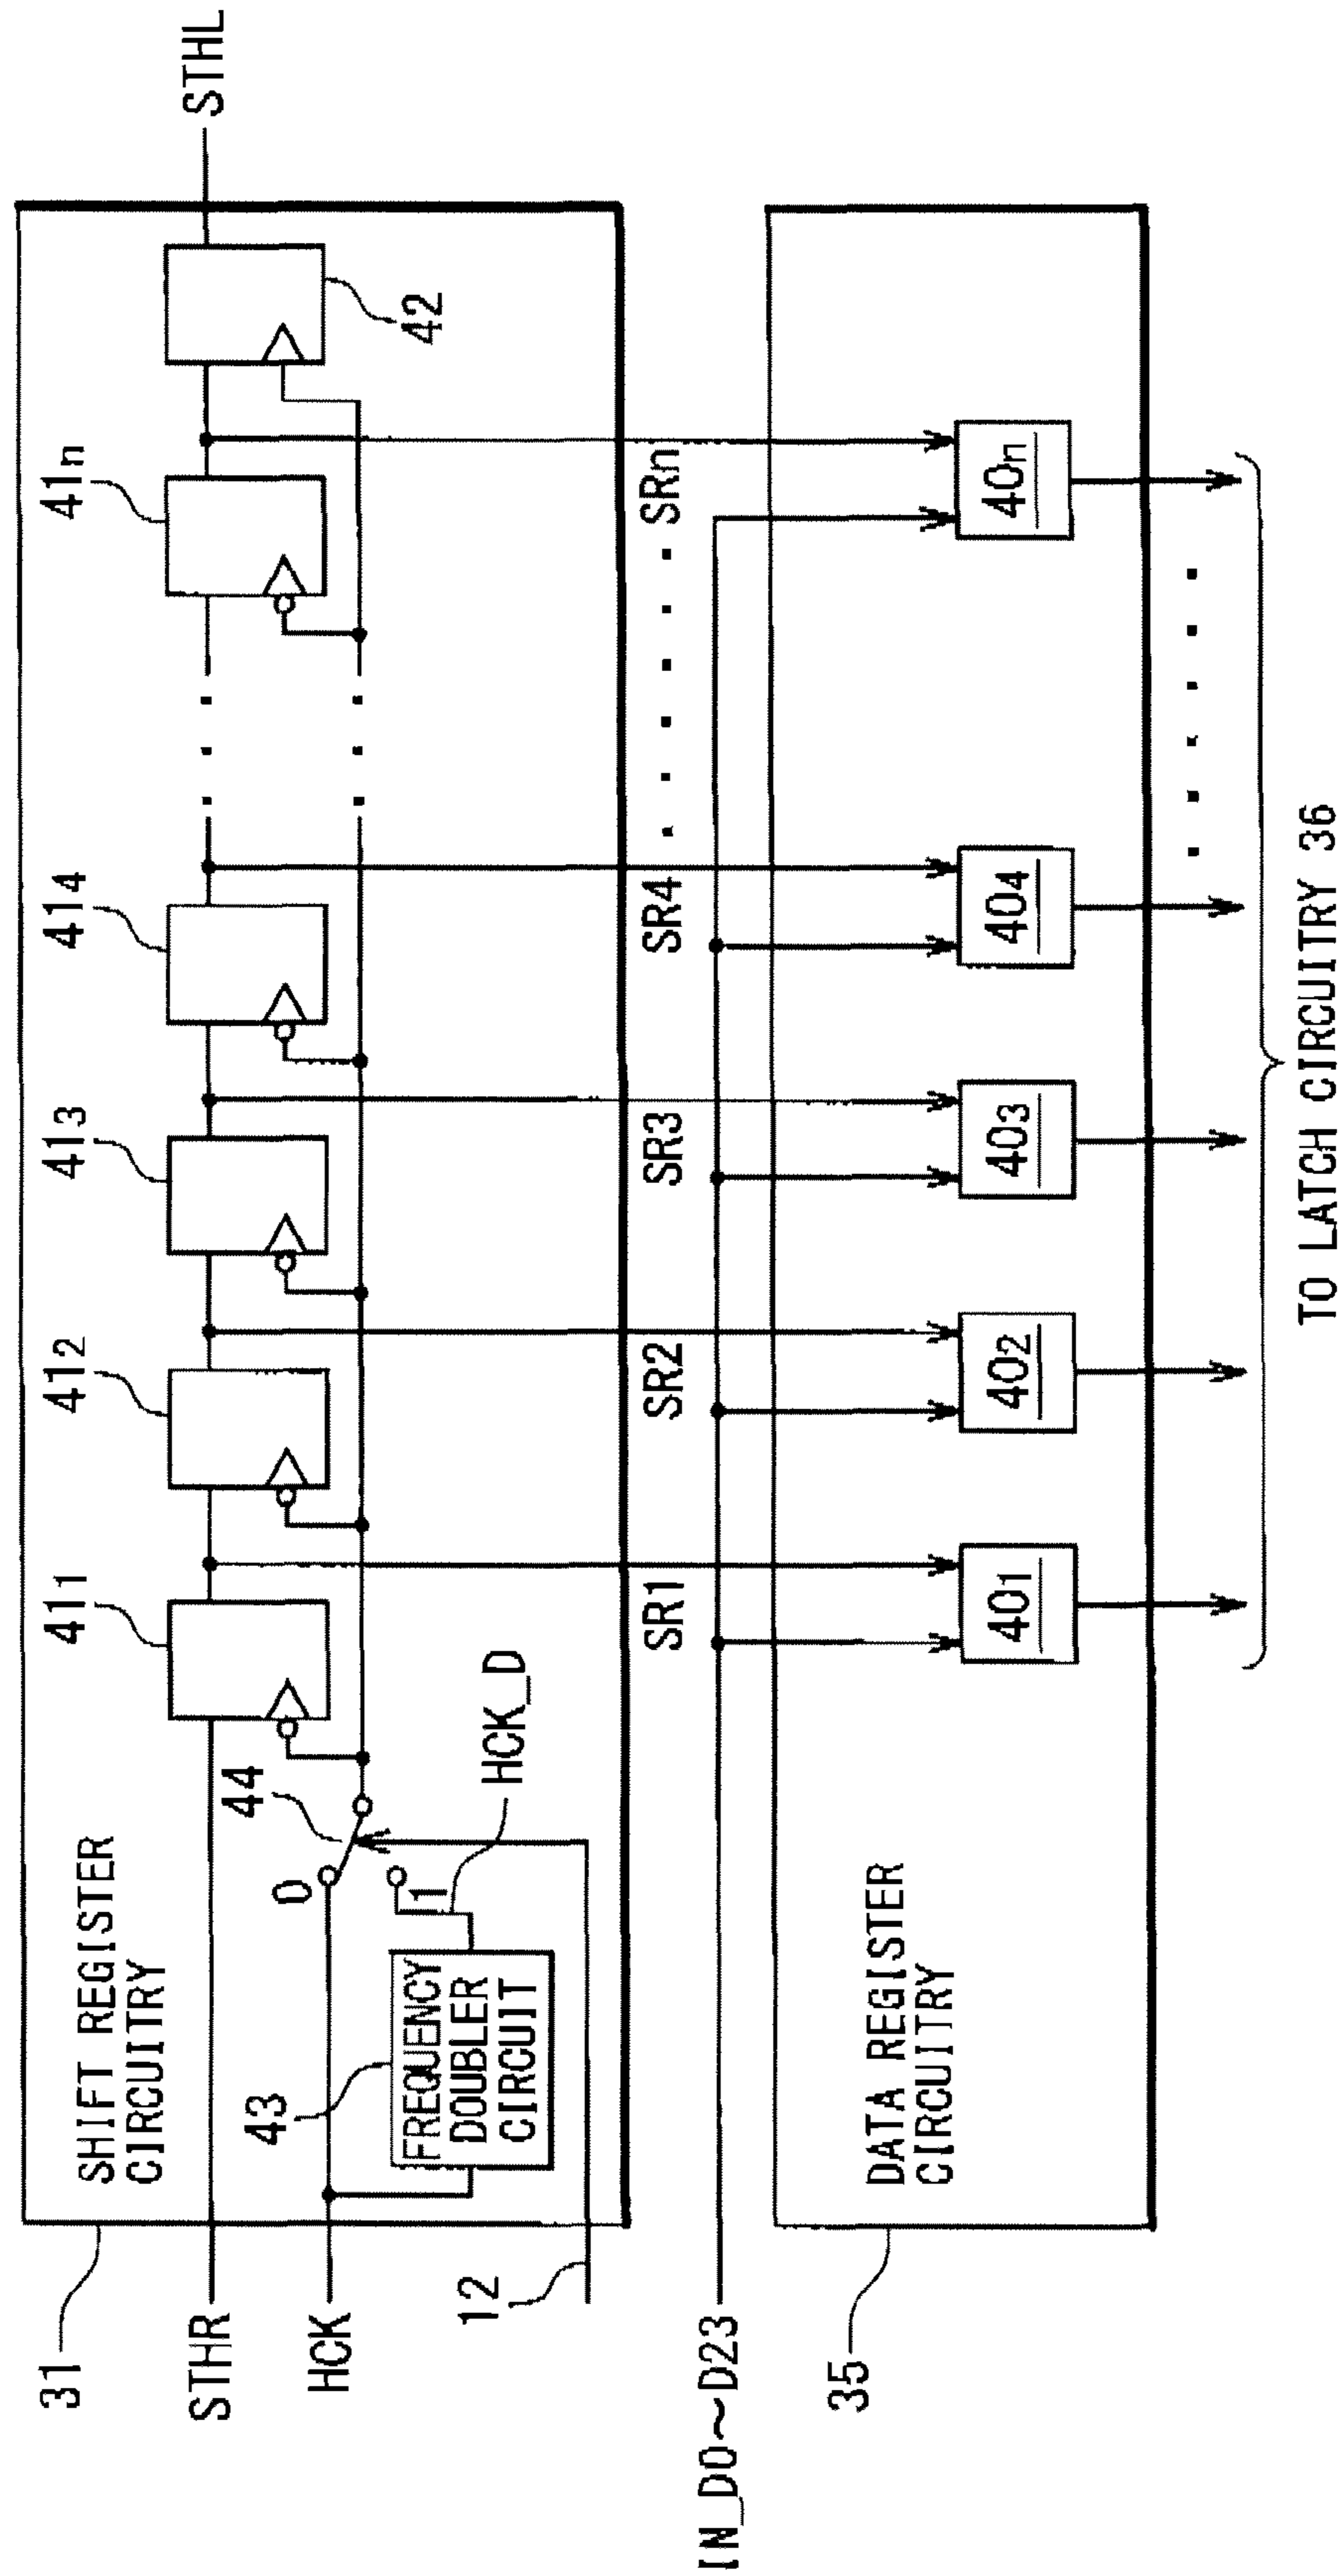 31
SHIFT REGISTER
CIRCUITRY
411
412
413
414
41n
STHR
STHL
HCK
43
FREQUENCY
DOUBLER
CIRCUIT
0
1
44
HCK_D
42
12
SR1
SR2
SR3
SR4
SRn
IN_D0~D23
35
DATA REGISTER
CIRCUITRY
401
402
403
404
40n
TO LATCH CIRCUITRY 36